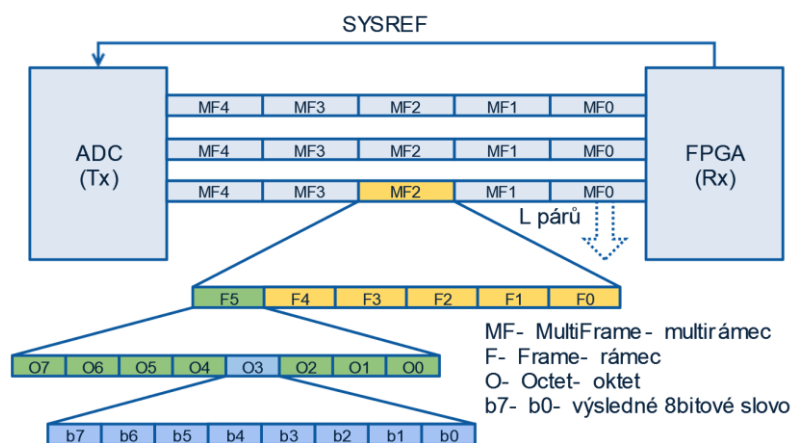 SYSREF
ADC
(Tx)
MF4 MF3 MF2 MF1 MF0
MF4 MF3 MF2 MF1 MF0
MF4 MF3 MF2 MF1 MF0
FPGA
(Rx)
L párů
F5 F4 F3 F2 F1 F0
O7 O6 O5 O4 O3 O2 O1 O0
b7 b6 b5 b4 b3 b2 b1 b0
MF- MultiFrame- multirámec
F- Frame- rámec
O- Octet- oktet
b7- b0- výsledné 8bitové slovo